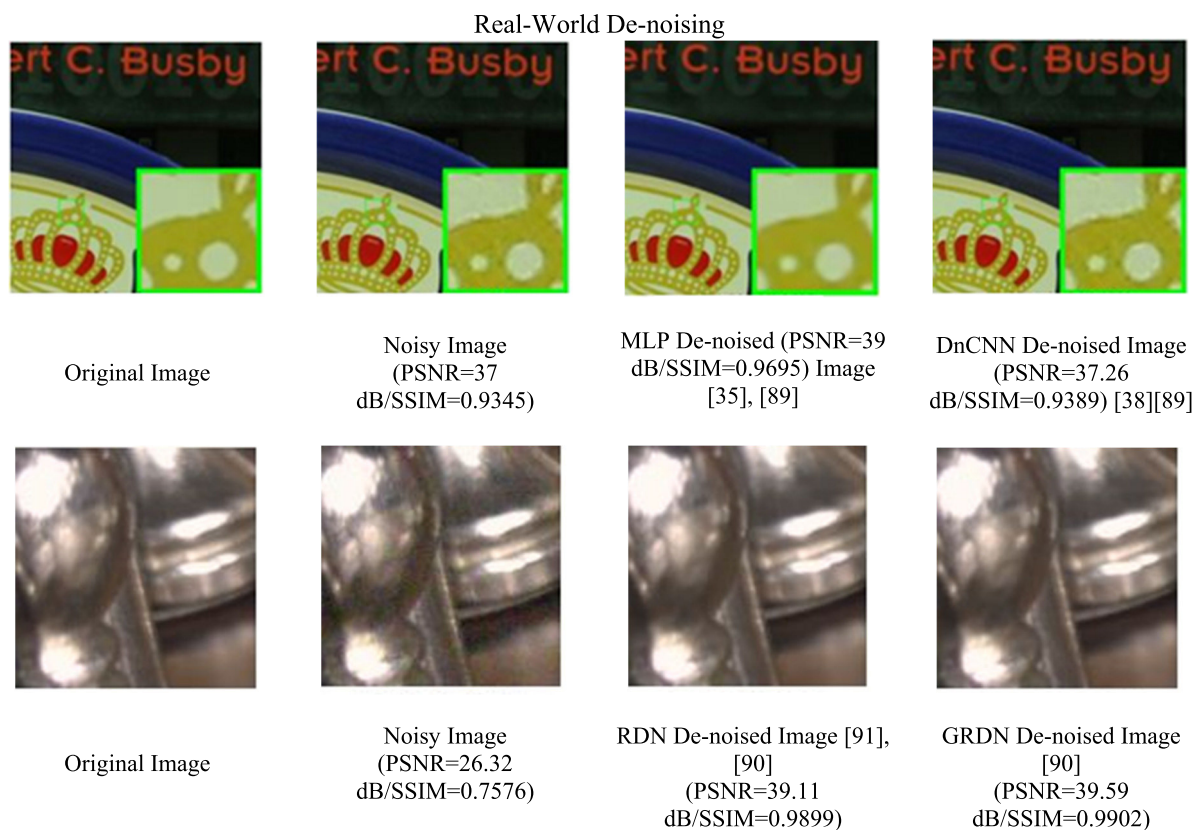 Real-World De-noising
ert C. Busby
ert C. Busby
ert C. Busby
ert C. Busby
Original Image
Noisy Image
(PSNR=37
dB/SSIM=0.9345)
MLP De-noised (PSNR=39
dB/SSIM=0.9695) Image
[35], [89]
DnCNN De-noised Image
(PSNR=37.26
dB/SSIM=0.9389) [38][89]
Original Image
Noisy Image
(PSNR=26.32
dB/SSIM=0.7576)
RDN De-noised Image [91],
[90]
(PSNR=39.11
dB/SSIM=0.9899)
GRDN De-noised Image
[90]
(PSNR=39.59
dB/SSIM=0.9902)